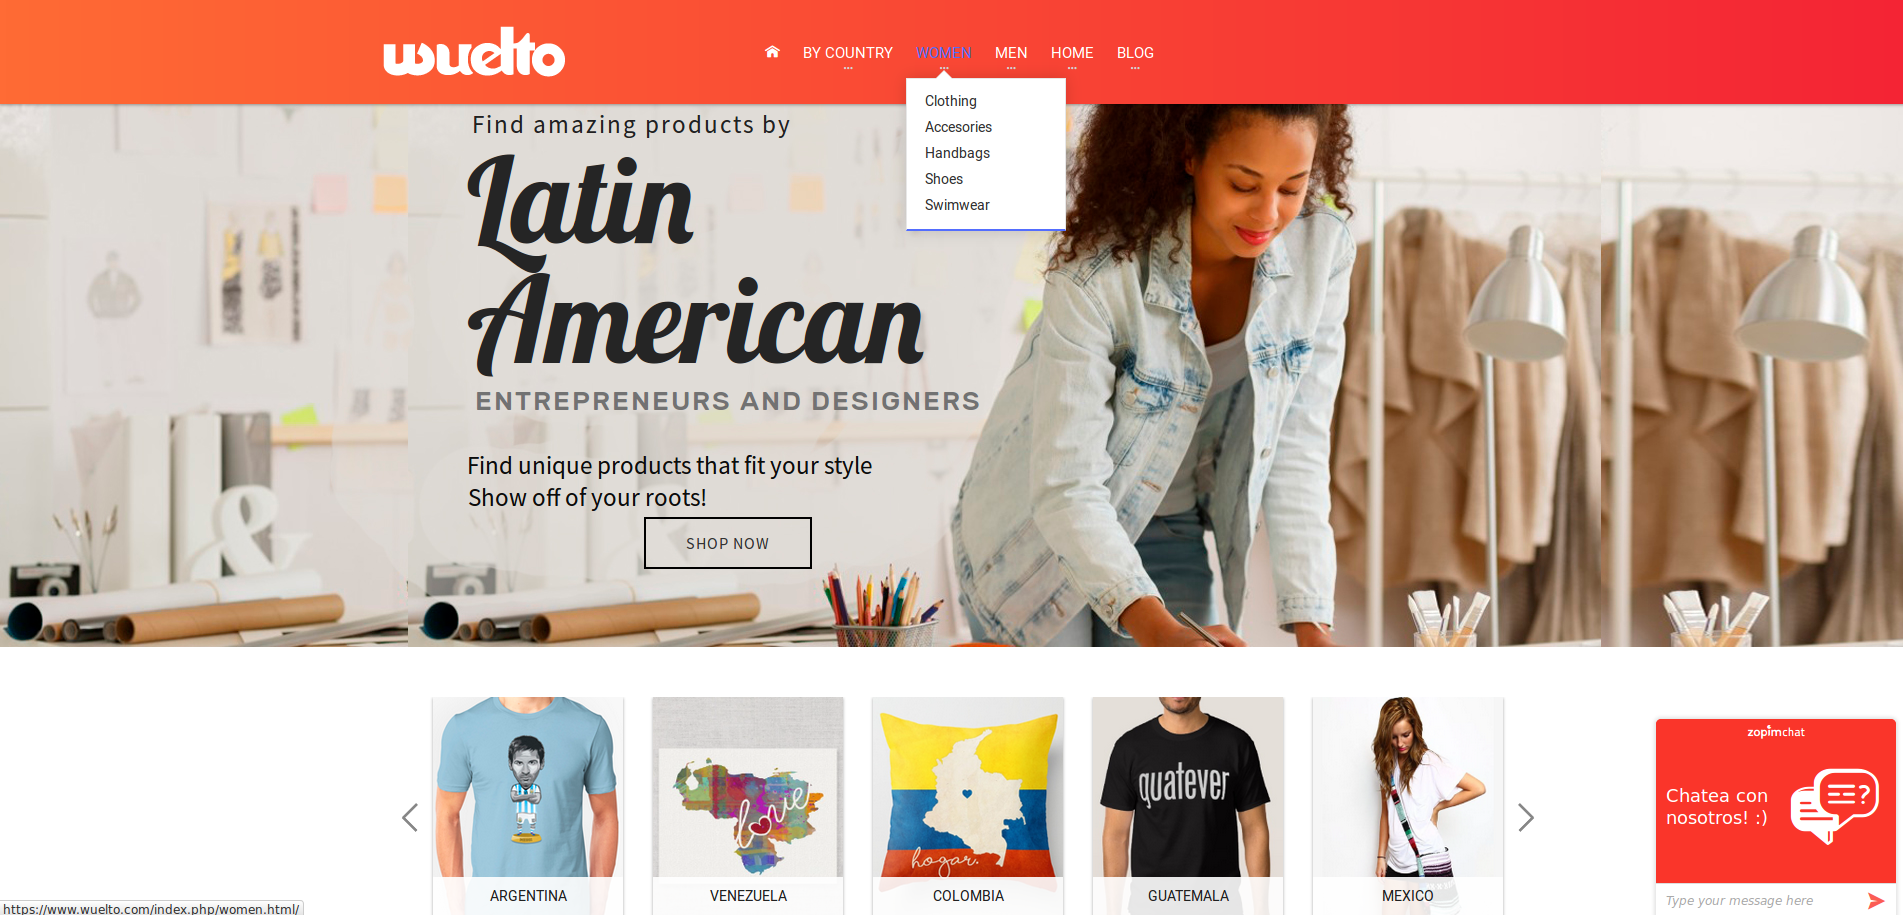 wuelto
BY COUNTRY WOMEN MEN HOME BLOG
Clothing
Accesories
Handbags
Shoes
Swimwear
Find amazing products by
Latin
American
ENTREPRENEURS AND DESIGNERS
Find unique products that fit your style
Show off of your roots!
SHOP NOW
&
love
hogar.
quatever
ARGENTINA
VENEZUELA
COLOMBIA
GUATEMALA
MEXICO
zopimchat
Chatea con
nosotros! :)
?
Type your message here
https://www.wuelto.com/index.php/women.html/